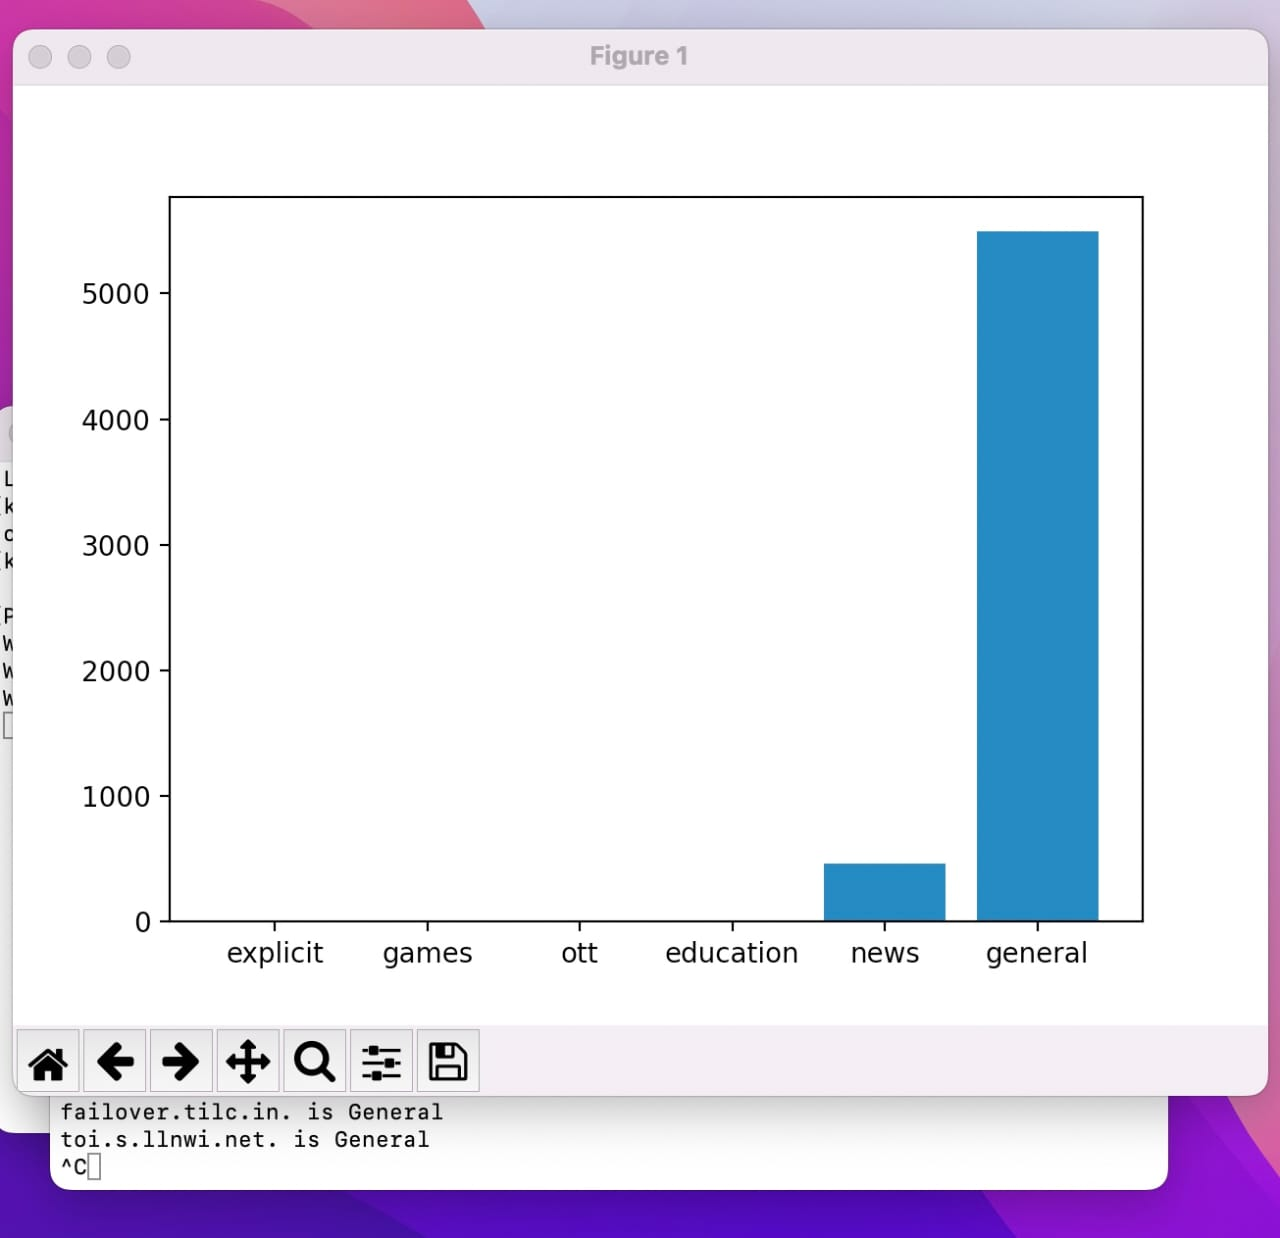 Figure 1
5000
4000
3000
2000
1000
0
explicit games ott education news general
failover.tilc.in. is General
toi.s.llnwi.net. is General
^C